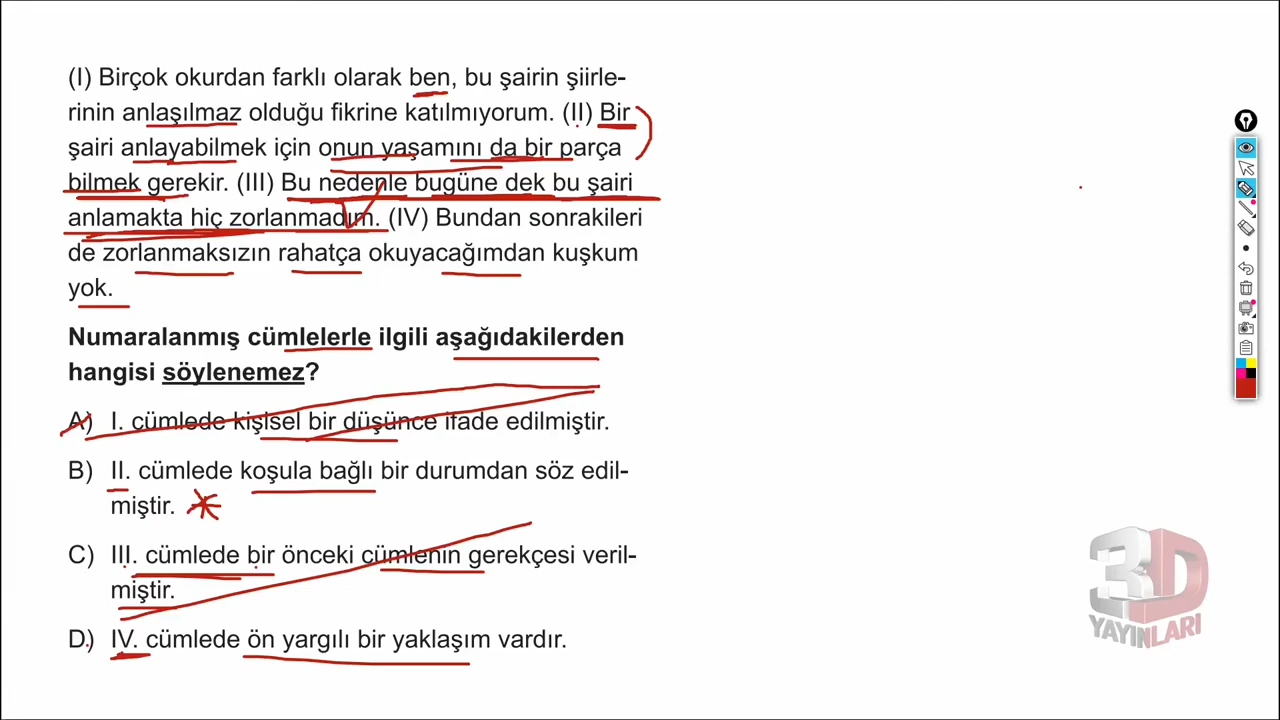 (I) Birçok okurdan farklı olarak ben, bu şairin şiirle-
rinin anlaşılmaz olduğu fikrine katılmıyorum. (II) Bir
şairi anlayabilmek için onun yaşamını da bir parça
bilmek gerekir. (III) Bu nedenle bugüne dek bu şairi
anlamakta hiç zorlanmadım. (IV) Bundan sonrakileri
de zorlanmaksızın rahatça okuyacağımdan kuşkum
yok.
Numaralanmış cümlelerle ilgili aşağıdakilerden
hangisi söylenemez?
A) I. cümlede kişisel bir düşünce ifade edilmiştir.
B) II. cümlede koşula bağlı bir durumdan söz edil-
miştir.
C) III. cümlede bir önceki cümlenin gerekçesi veril-
miştir.
D) IV. cümlede ön yargılı bir yaklaşım vardır.
3D
YAYINLARI